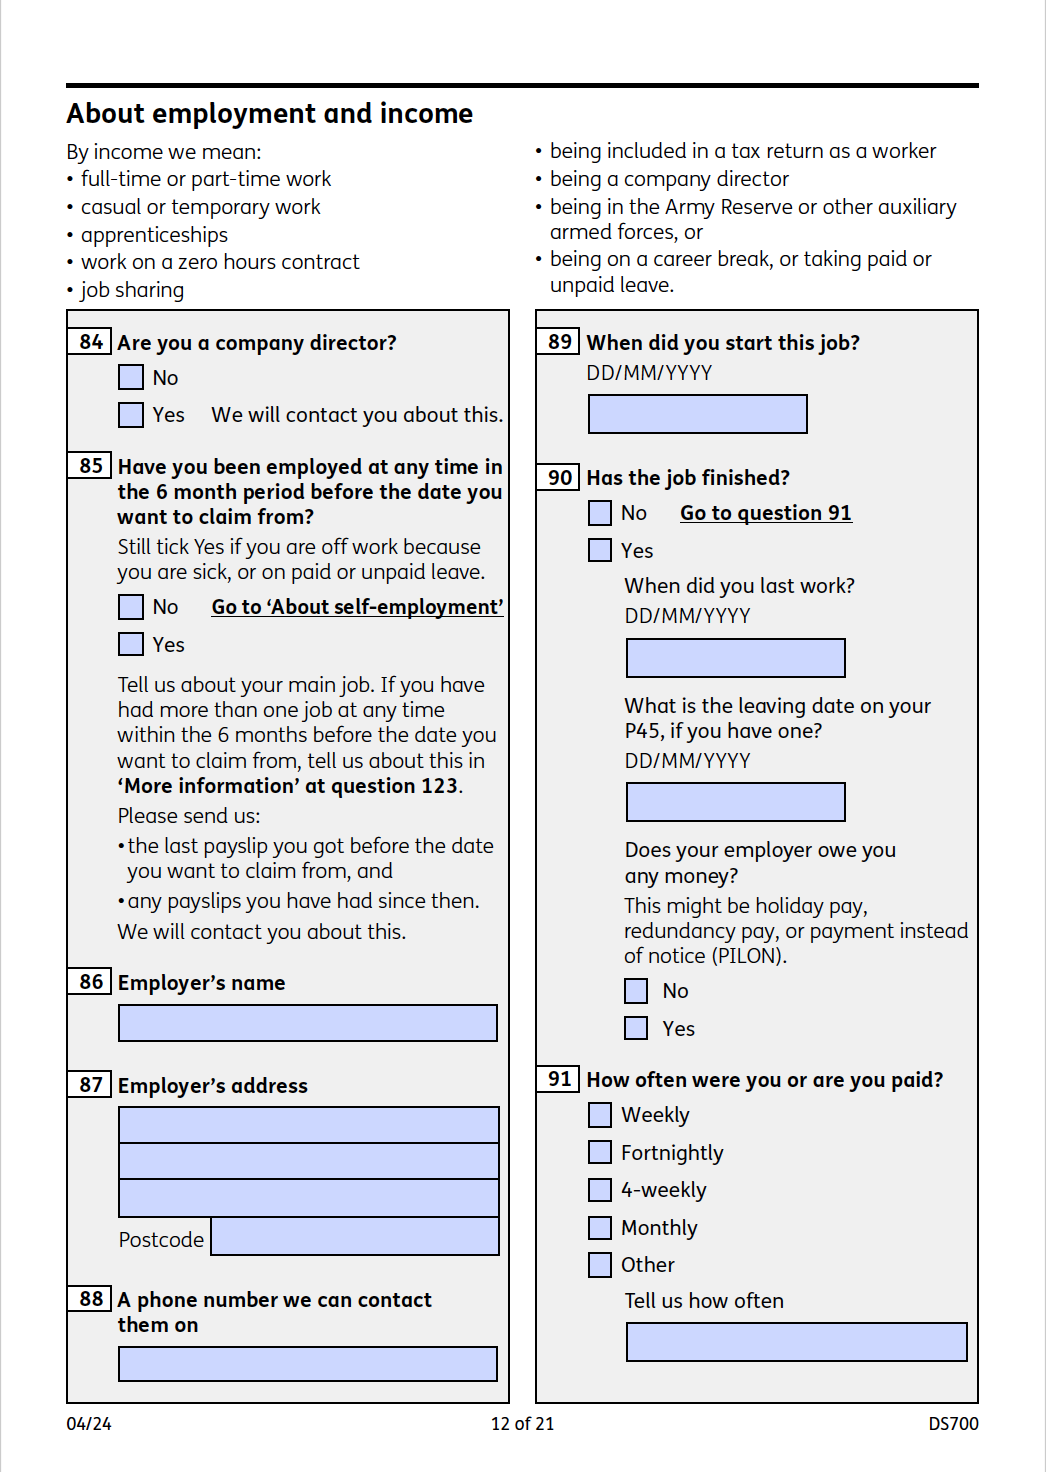 About employment and income
By income we mean:
• full-time or part-time work
• casual or temporary work
• apprenticeships
• work on a zero hours contract
• job sharing
• being included in a tax return as a worker
• being a company director
• being in the Army Reserve or other auxiliary
armed forces, or
• being on a career break, or taking paid or
unpaid leave.
84 Are you a company director?
No
Yes We will contact you about this.
85 Have you been employed at any time in
the 6 month period before the date you
want to claim from?
Still tick Yes if you are off work because
you are sick, or on paid or unpaid leave.
No Go to ‘About self-employment’
Yes
Tell us about your main job. If you have
had more than one job at any time
within the 6 months before the date you
want to claim from, tell us about this in
‘More information’ at question 123.
Please send us:
• the last payslip you got before the date
you want to claim from, and
• any payslips you have had since then.
We will contact you about this.
86 Employer’s name
87 Employer’s address
Postcode
88 A phone number we can contact
them on
89 When did you start this job?
DD/MM/YYYY
90 Has the job finished?
No Go to question 91
Yes
When did you last work?
DD/MM/YYYY
What is the leaving date on your
P45, if you have one?
DD/MM/YYYY
Does your employer owe you
any money?
This might be holiday pay,
redundancy pay, or payment instead
of notice (PILON).
No
Yes
91 How often were you or are you paid?
Weekly
Fortnightly
4-weekly
Monthly
Other
Tell us how often
04/24 12 of 21 DS700